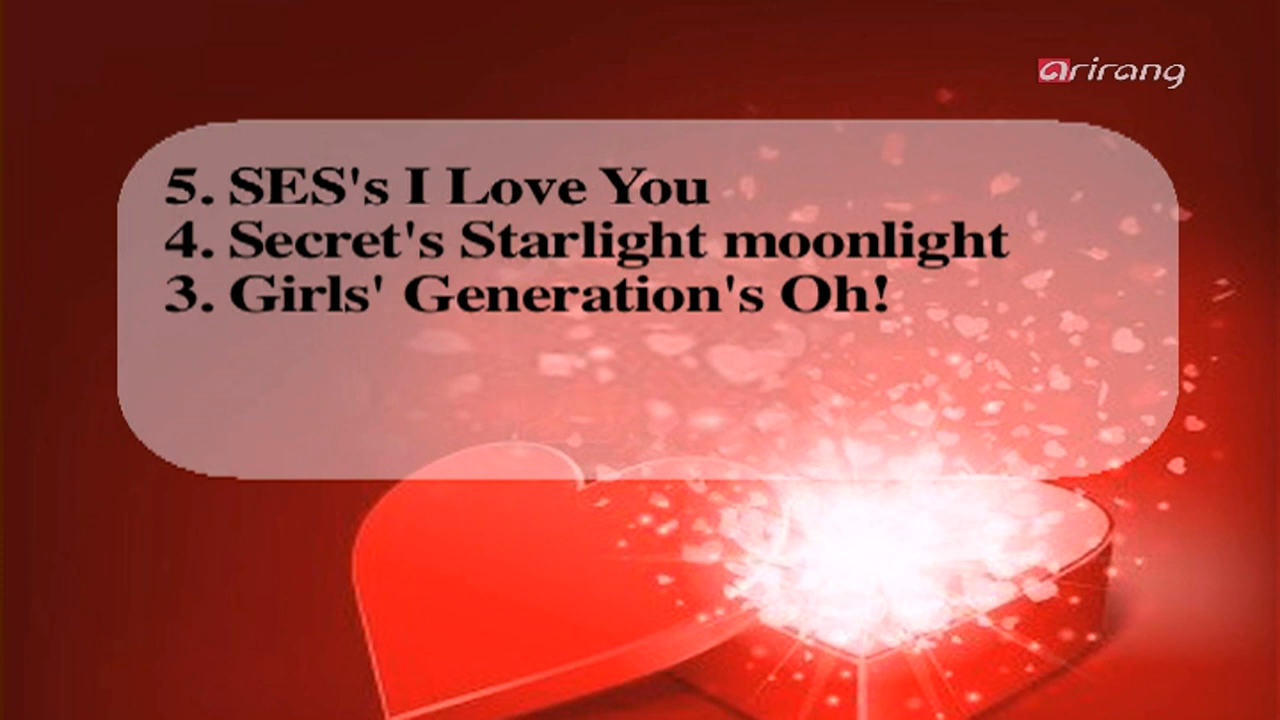 arirang
5. SES's I Love You
4. Secret's Starlight moonlight
3. Girls' Generation's Oh!